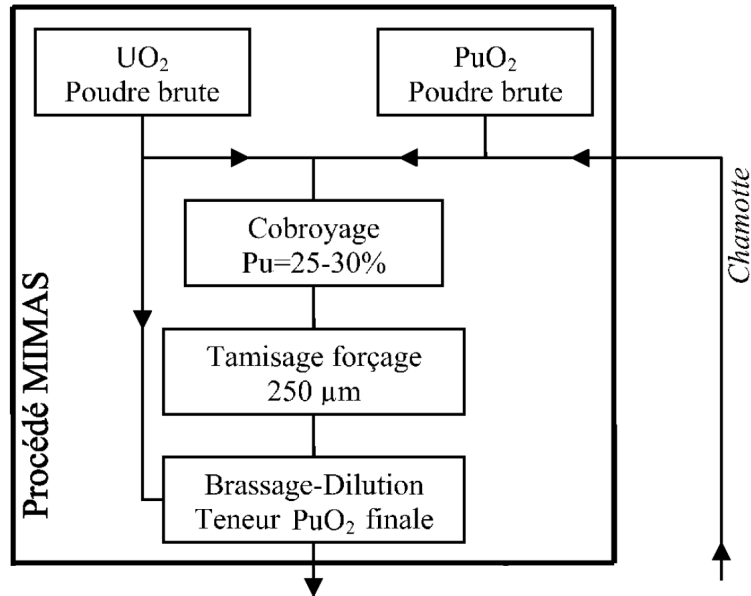 UO₂
Poudre brute
PuO₂
Poudre brute
Cobroyage
Pu=25-30%
Tamisage forçage
250 µm
Brassage-Dilution
Teneur PuO₂ finale
Procédé MIMAS
Chamotte